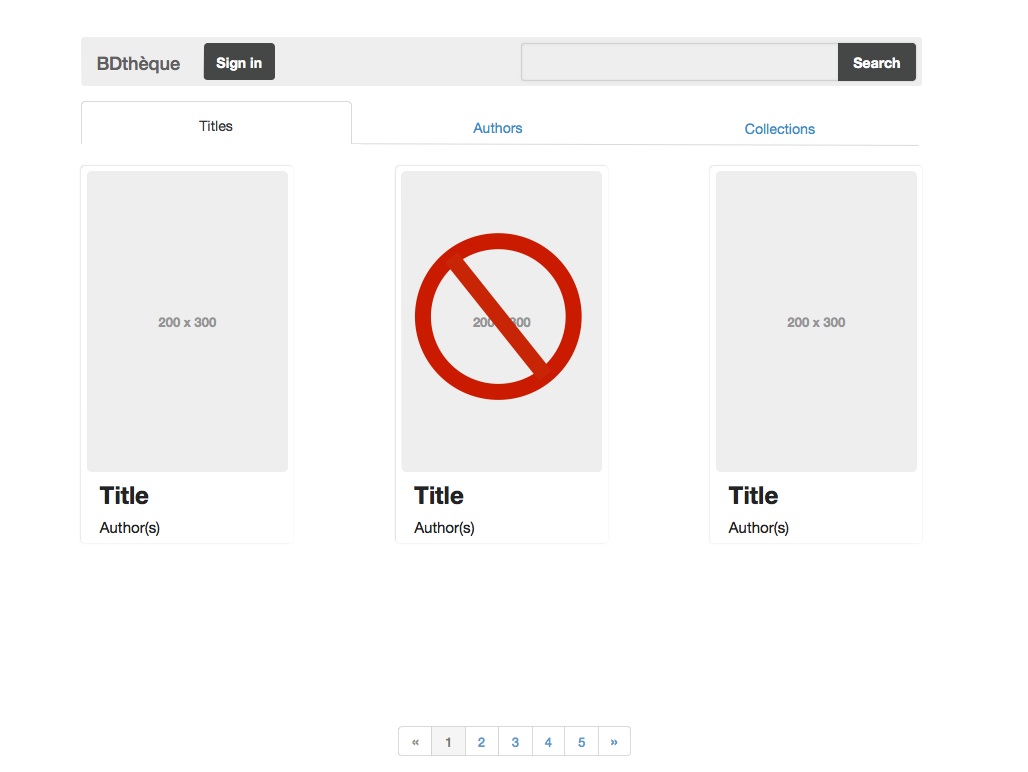 BDthèque Sign in Search
Titles Authors Collections
200 x 300
200 300
200 x 300
Title
Author(s)
Title
Author(s)
Title
Author(s)
« 1 2 3 4 5 »